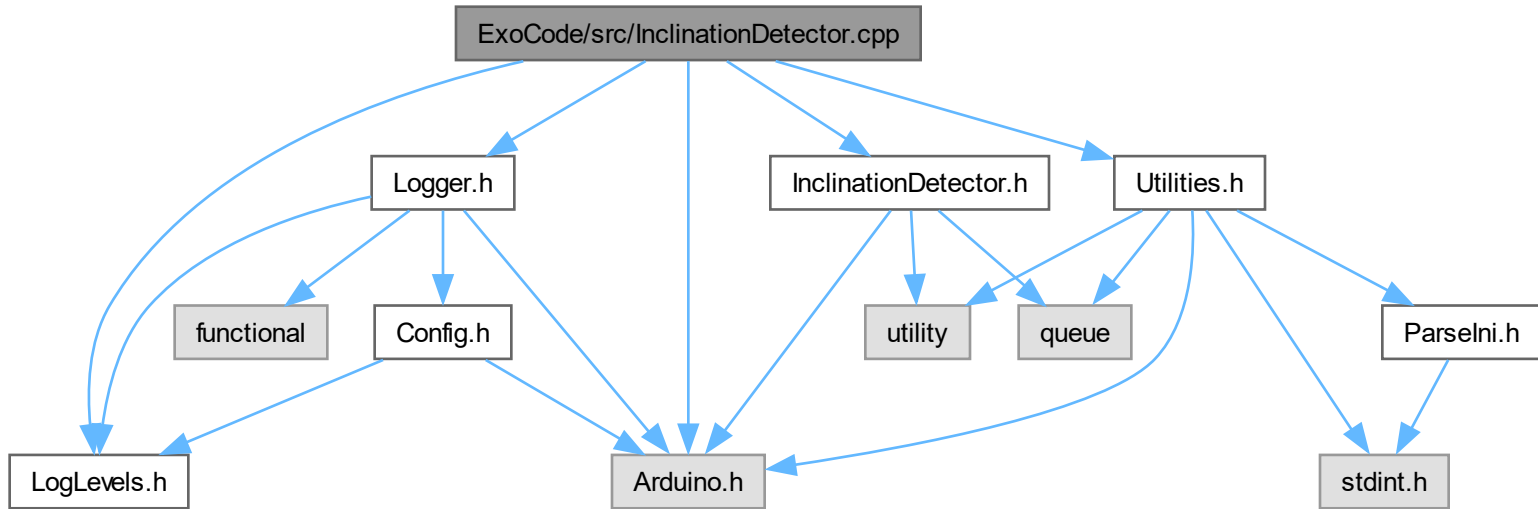 ExoCode/src/InclinationDetector.cpp
Logger.h
InclinationDetector.h
Utilities.h
functional
Config.h
utility
queue
ParseIni.h
LogLevels.h
Arduino.h
stdint.h